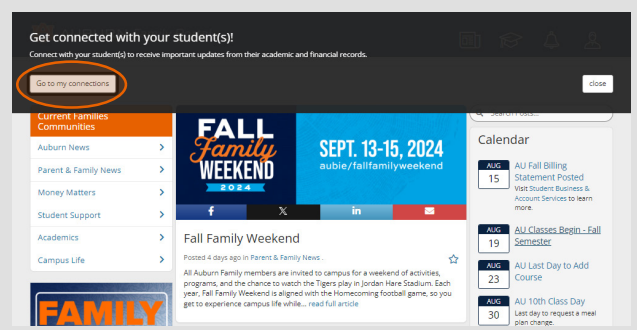 Get connected with your student(s)!
Connect with your student(s) to receive important updates from their academic and financial records.
Go to my connections
close
Current Families
Communities
Auburn News
Parent & Family News
Money Matters
Student Support
Academics
Campus Life
FAMILY
FALL
Family
WEEKEND
2024
SEPT. 13-15, 2024
aub.ie/fallfamilyweekend
Fall Family Weekend
Posted 4 days ago in Parent & Family News .
All Auburn Family members are invited to campus for a weekend of activities,
programs, and the chance to watch the Tigers play in Jordan Hare Stadium. Each
year, Fall Family Weekend is aligned with the Homecoming football game, so you
get to experience campus life while... read full article
Search Posts...
Calendar
AUG
15
AU Fall Billing
Statement Posted
Visit Student Business &
Account Services to learn
more.
AUG
19
AU Classes Begin - Fall
Semester
AUG
23
AU Last Day to Add
Course
AUG
30
AU 10th Class Day
Last day to request a meal
plan change.